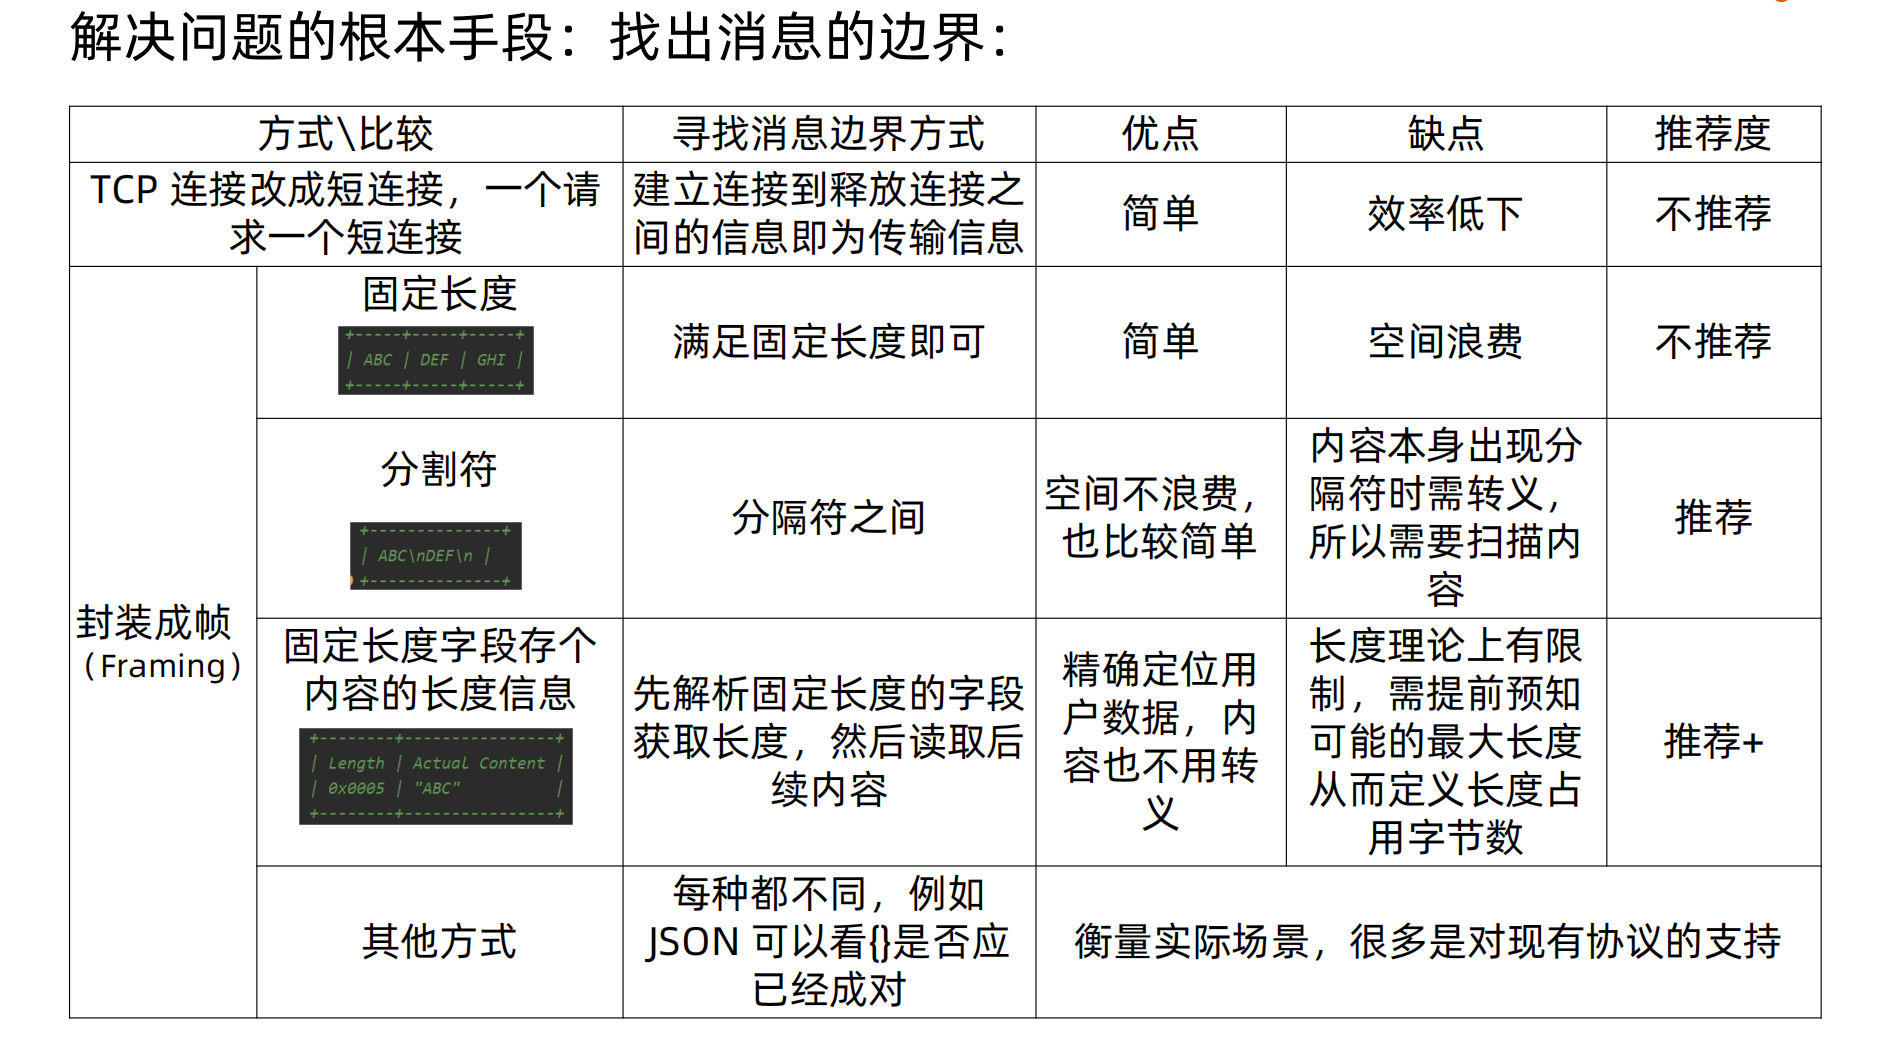 解决问题的根本手段：找出消息的边界：
方式\比较
寻找消息边界方式
优点
缺点
推荐度
TCP 连接改成短连接，一个请
求一个短连接
建立连接到释放连接之
间的信息即为传输信息
简单
效率低下
不推荐
封装成帧
（Framing）
固定长度
+-----+-----+-----+
| ABC | DEF | GHI |
+-----+-----+-----+
满足固定长度即可
简单
空间浪费
不推荐
分割符
+--------------+
| ABC\nDEF\n |
+--------------+
分隔符之间
空间不浪费，
也比较简单
内容本身出现分
隔符时需转义，
所以需要扫描内
容
推荐
固定长度字段存个
内容的长度信息
+--------+----------------+
| Length | Actual Content |
| 0x0005 | "ABC" |
+--------+----------------+
先解析固定长度的字段
获取长度，然后读取后
续内容
精确定位用
户数据，内
容也不用转
义
长度理论上有限
制，需提前预知
可能的最大长度
从而定义长度占
用字节数
推荐+
其他方式
每种都不同，例如
JSON 可以看{}是否应
已经成对
衡量实际场景，很多是对现有协议的支持